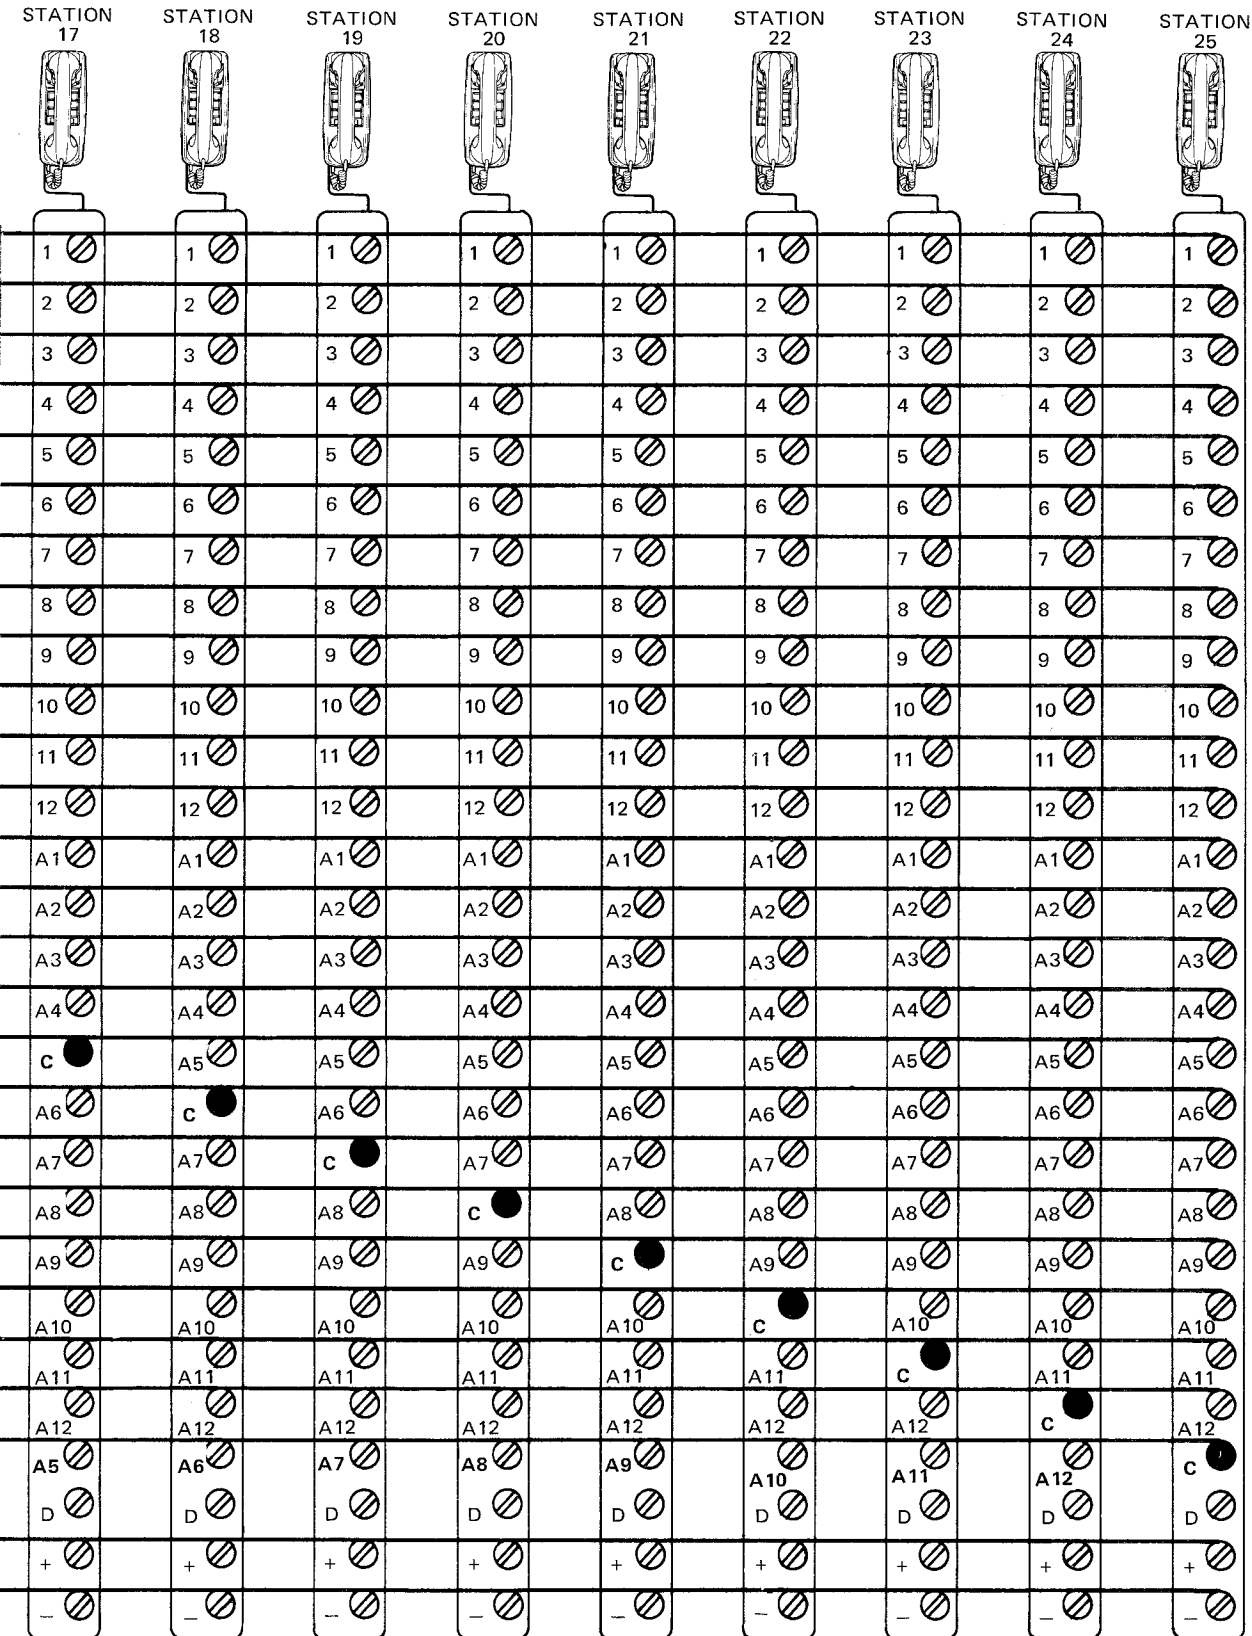 STATION STATION STATION STATION STATION STATION STATION STATION STATION
17 18 19 20 21 22 23 24 25
1 1 1 1 1 1 1 1 1
2 2 2 2 2 2 2 2 2
3 3 3 3 3 3 3 3 3
4 4 4 4 4 4 4 4 4
5 5 5 5 5 5 5 5 5
6 6 6 6 6 6 6 6 6
7 7 7 7 7 7 7 7 7
8 8 8 8 8 8 8 8 8
9 9 9 9 9 9 9 9 9
10 10 10 10 10 10 10 10 10
11 11 11 11 11 11 11 11 11
12 12 12 12 12 12 12 12 12
A1 A1 A1 A1 A1 A1 A1 A1 A1
A2 A2 A2 A2 A2 A2 A2 A2 A2
A3 A3 A3 A3 A3 A3 A3 A3 A3
A4 A4 A4 A4 A4 A4 A4 A4 A4
C A5 A5 A5 A5 A5 A5 A5 A5
A6 C A6 A6 A6 A6 A6 A6 A6
A7 A7 C A7 A7 A7 A7 A7 A7
A8 A8 A8 C A8 A8 A8 A8 A8
A9 A9 A9 A9 C A9 A9 A9 A9
A10 A10 A10 A10 A10 C A10 A10 A10
A11 A11 A11 A11 A11 A11 C A11 A11
A12 A12 A12 A12 A12 A12 A12 C A12
A5 A6 A7 A8 A9 A10 A11 A12 C
D D D D D D D D D
+ + + + + + + + +
– – – – – – – – –